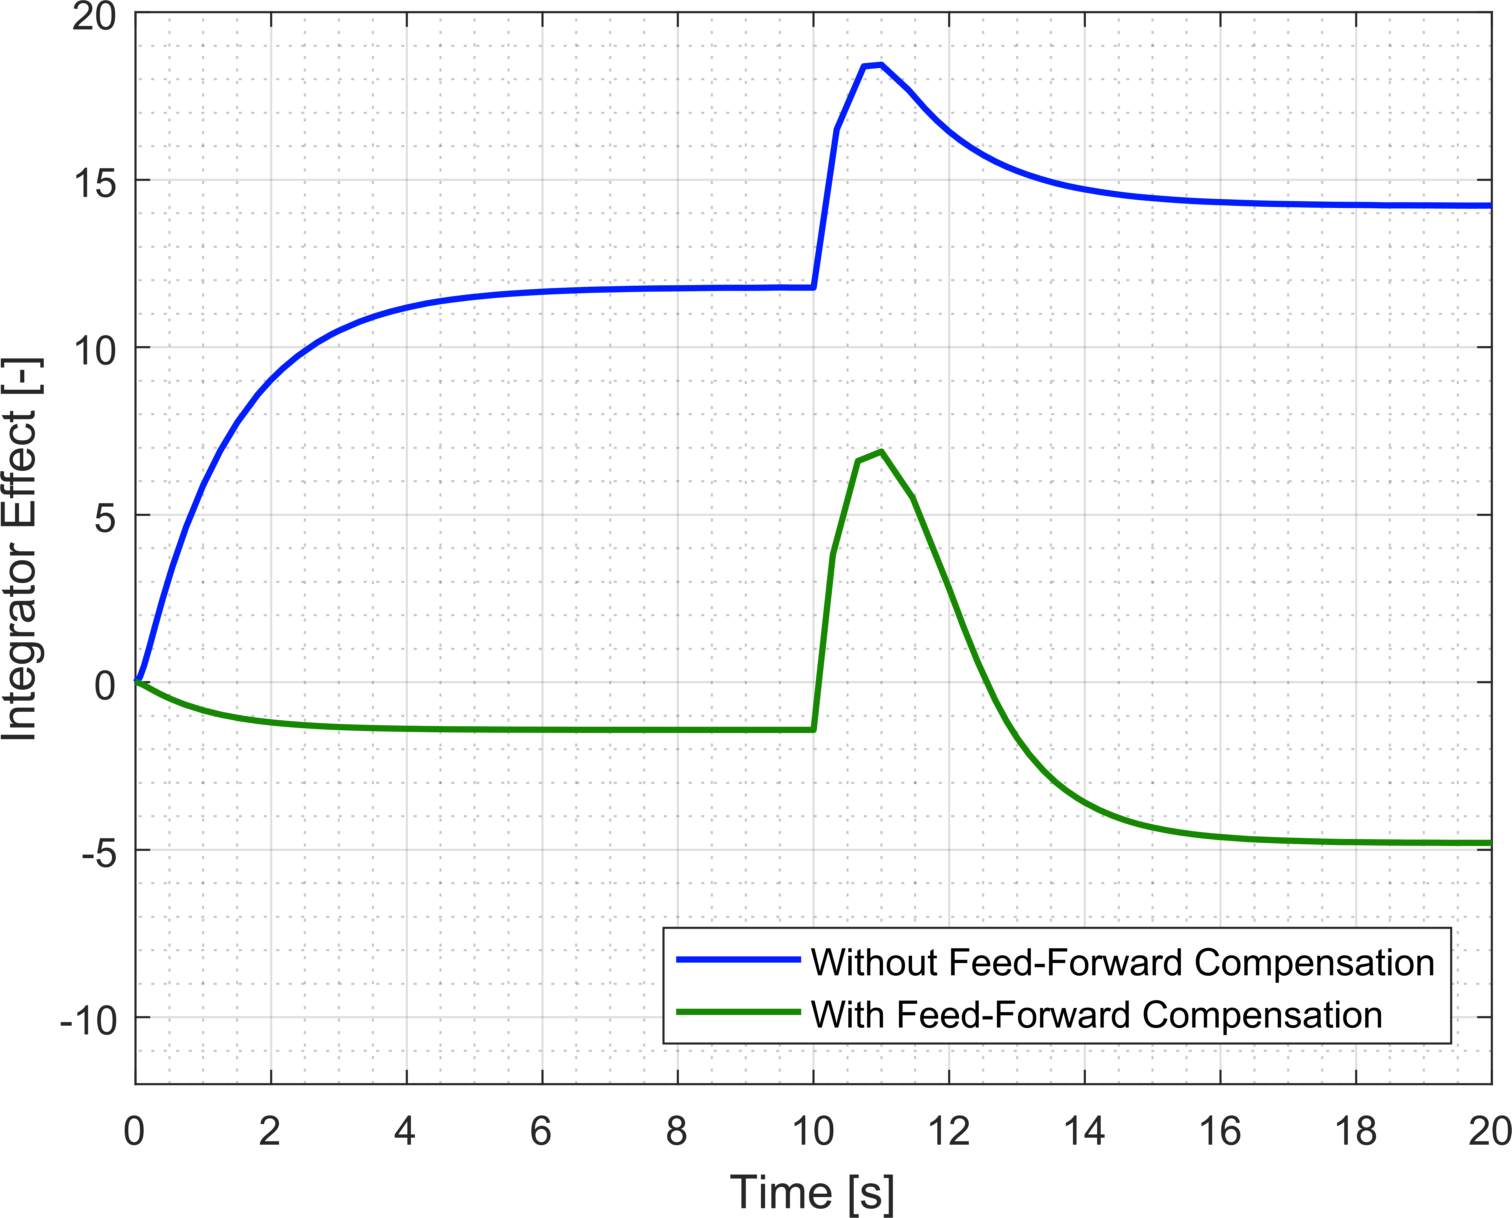 20
15
10
5
0
-5
-10
Integrator Effect [-]
Without Feed-Forward Compensation
With Feed-Forward Compensation
0 2 4 6 8 10 12 14 16 18 20
Time [s]